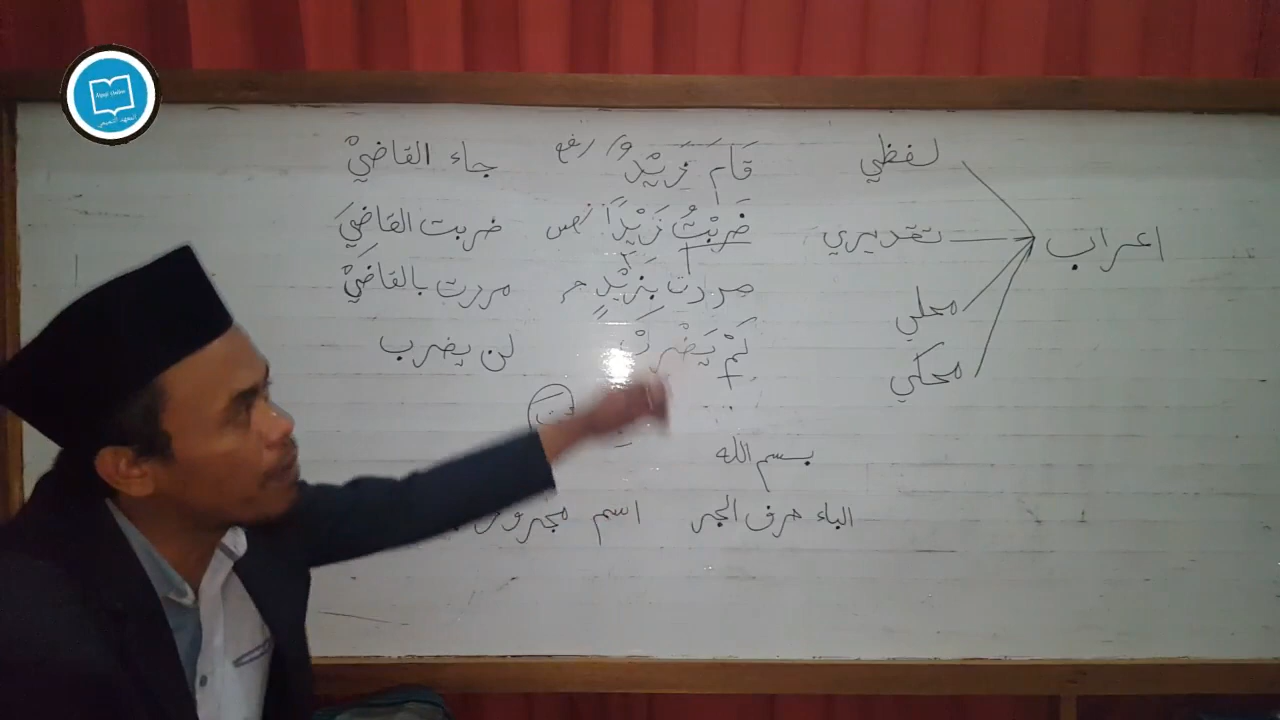 اعراب
لفظي
تقديري
محلي
محكي
قَامَ زَيْدٌ رفع
ضَرَبْتُ زَيْدًا نصب
مررت بِزَيْدٍ جر
لَمْ يَضْرِبْ
جاء القاضيْ
ضربت القاضيَ
مررت بالقاضيْ
لن يضرب
بسم الله
الباء حرف الجر اسم مجرور